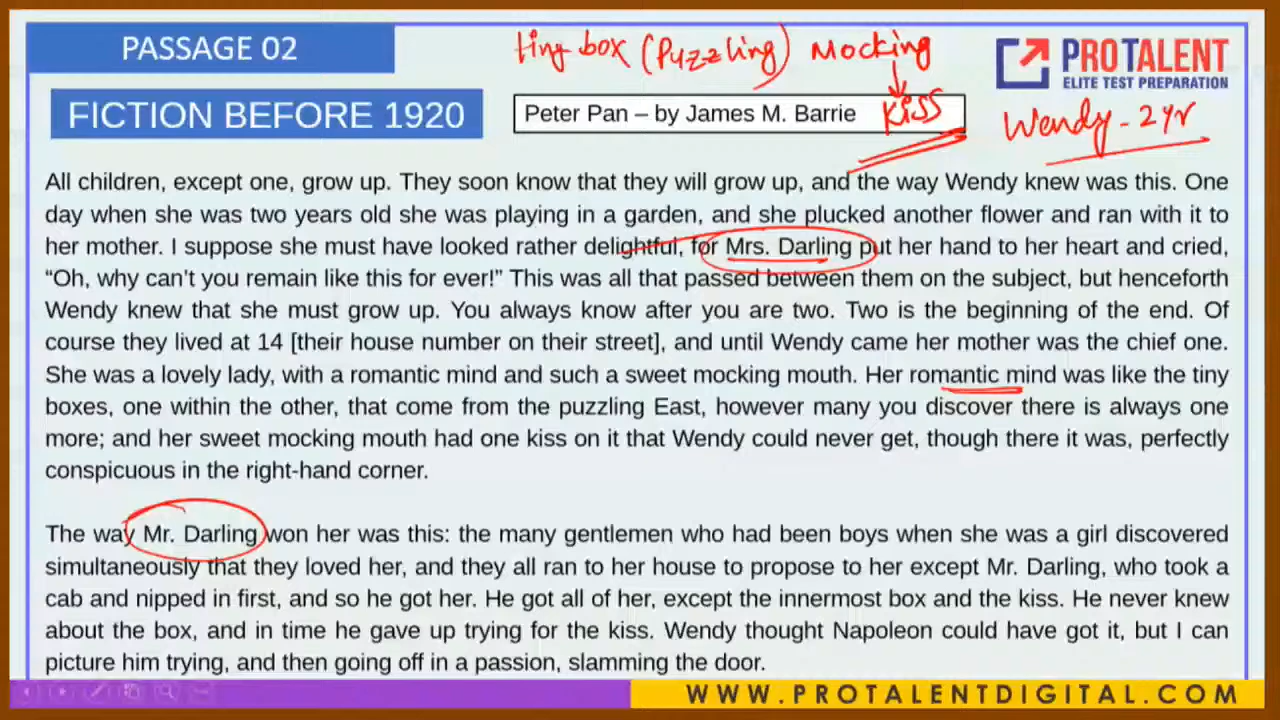 PASSAGE 02
tiny box (Puzzling) Mocking
PROTALENT
ELITE TEST PREPARATION
FICTION BEFORE 1920
Peter Pan – by James M. Barrie
Kiss
Wendy - 2 yr
All children, except one, grow up. They soon know that they will grow up, and the way Wendy knew was this. One
day when she was two years old she was playing in a garden, and she plucked another flower and ran with it to
her mother. I suppose she must have looked rather delightful, for Mrs. Darling put her hand to her heart and cried,
“Oh, why can’t you remain like this for ever!” This was all that passed between them on the subject, but henceforth
Wendy knew that she must grow up. You always know after you are two. Two is the beginning of the end. Of
course they lived at 14 [their house number on their street], and until Wendy came her mother was the chief one.
She was a lovely lady, with a romantic mind and such a sweet mocking mouth. Her romantic mind was like the tiny
boxes, one within the other, that come from the puzzling East, however many you discover there is always one
more; and her sweet mocking mouth had one kiss on it that Wendy could never get, though there it was, perfectly
conspicuous in the right-hand corner.
The way Mr. Darling won her was this: the many gentlemen who had been boys when she was a girl discovered
simultaneously that they loved her, and they all ran to her house to propose to her except Mr. Darling, who took a
cab and nipped in first, and so he got her. He got all of her, except the innermost box and the kiss. He never knew
about the box, and in time he gave up trying for the kiss. Wendy thought Napoleon could have got it, but I can
picture him trying, and then going off in a passion, slamming the door.
WWW.PROTALENTDIGITAL.COM